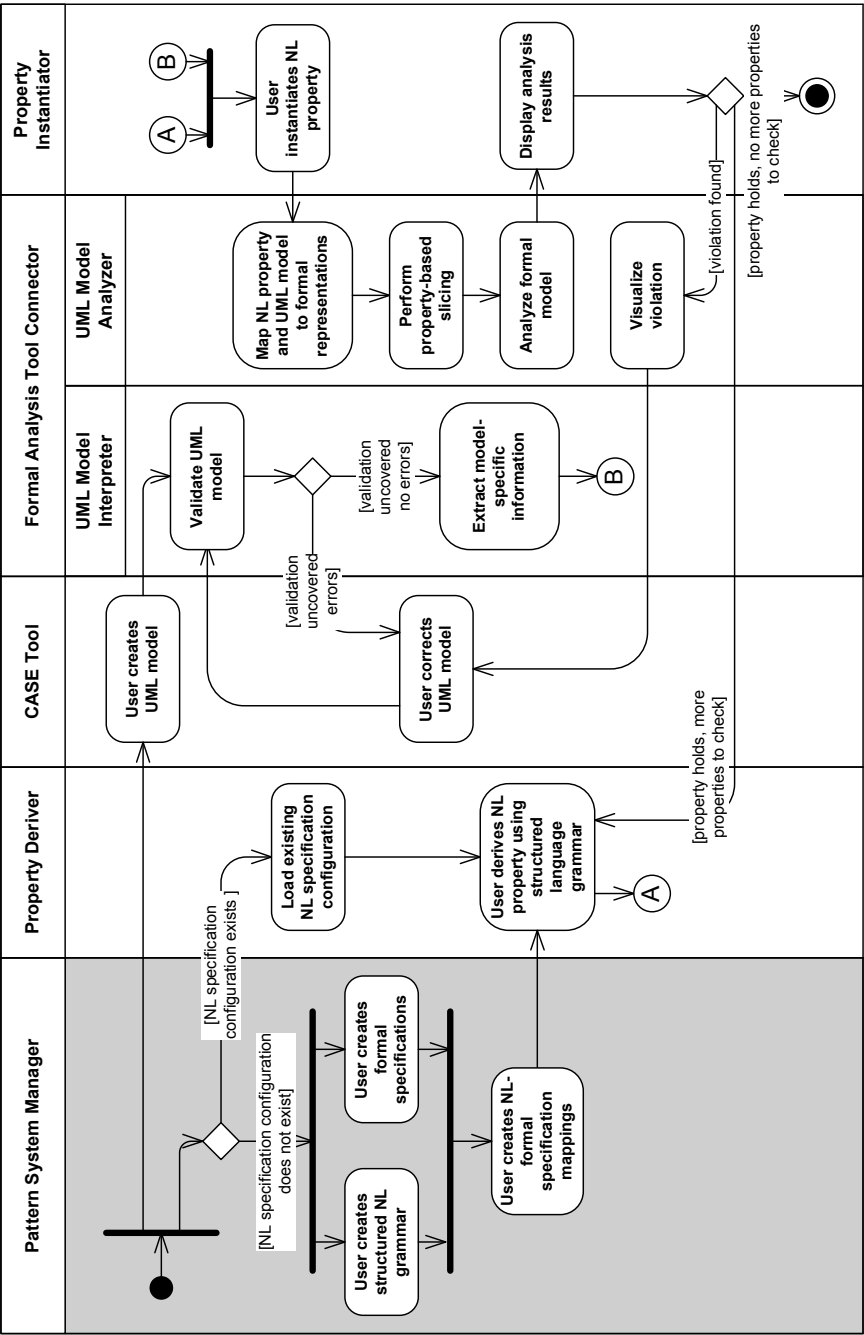 Pattern System Manager
Property Deriver
CASE Tool
Formal Analysis Tool Connector
UML Model
Interpreter
UML Model
Analyzer
Property
Instantiator
[NL specification
configuration exists ]
[NL specification configuration
does not exist]
User creates
structured NL
grammar
User creates
formal
specifications
User creates NL-
formal
specification
mappings
Load existing
NL specification
configuration
User derives NL
property using
structured
language
grammar
A
[property holds, more
properties to check]
User creates
UML model
User corrects
UML model
[validation
uncovered
errors]
Validate UML
model
[validation
uncovered
no errors]
Extract model-
specific
information
B
Map NL property
and UML model
to formal
representations
Perform
property-based
slicing
Analyze formal
model
Visualize
violation
A
B
User
instantiates NL
property
Display analysis
results
[violation found]
[property holds, no more properties
to check]